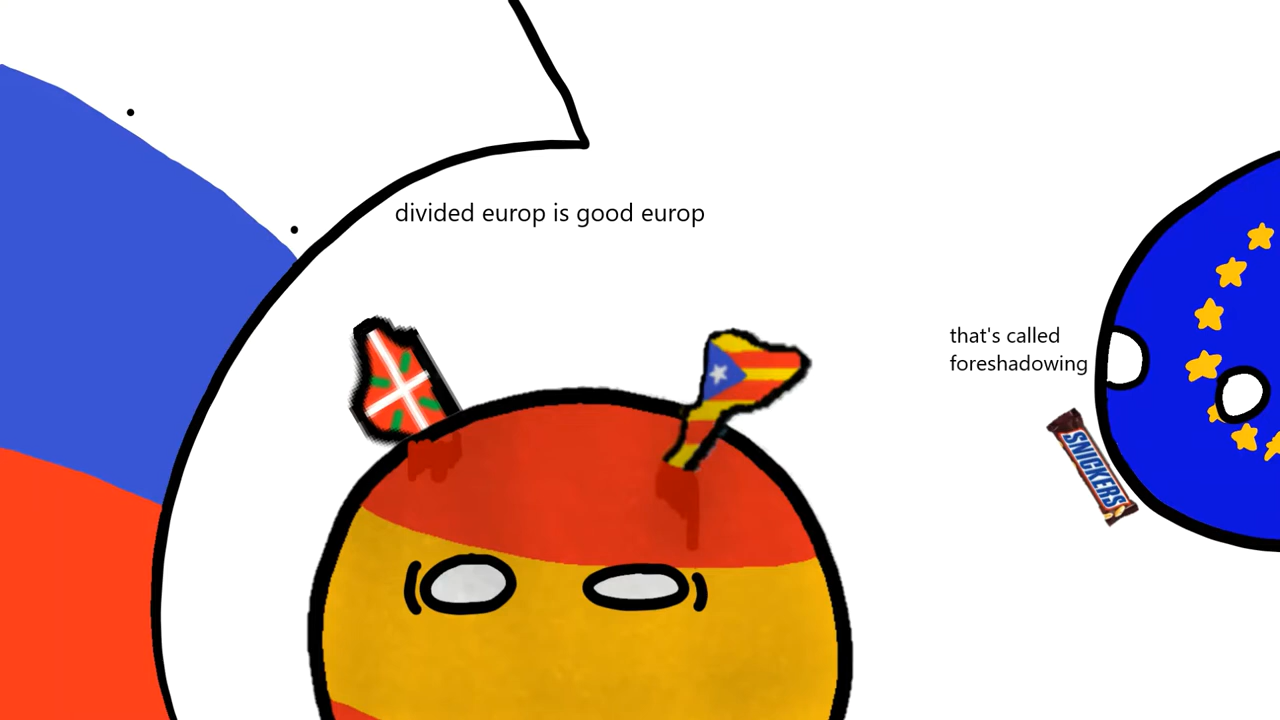 divided europ is good europ
that's called
foreshadowing
SNICKERS